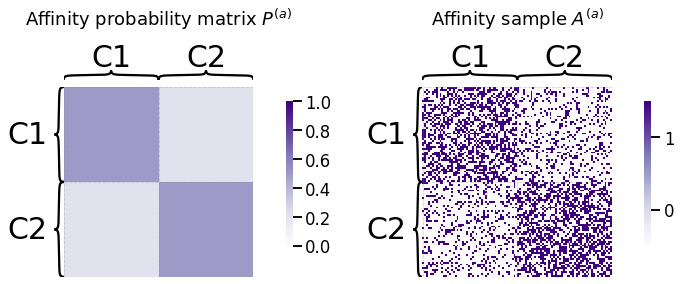 Affinity probability matrix P^(a)
C1 C2
C1
C2
1.0
0.8
0.6
0.4
0.2
0.0
Affinity sample A^(a)
C1 C2
C1
C2
1
0